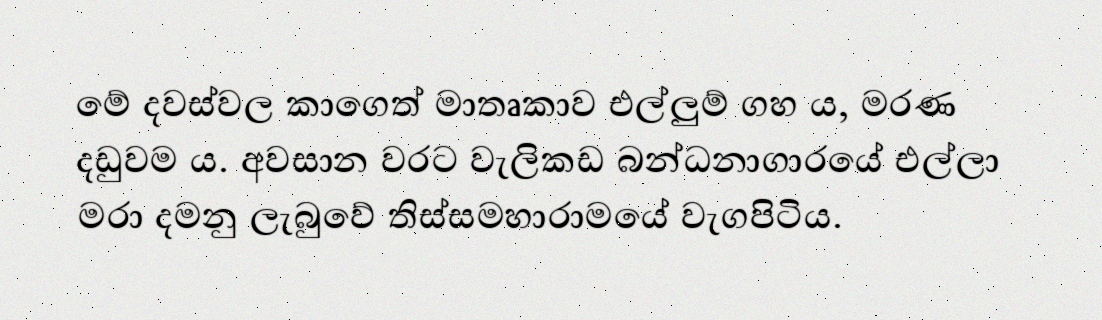 මේ දවස්වල කාගෙත් මාතෘකාව එල්ලුම් ගහ ය, මරණ
දඬුවම ය. අවසාන වරට වැලිකඩ බන්ධනාගාරයේ එල්ලා
මරා දමනු ලැබුවේ තිස්සමහාරාමයේ වැගපිටිය.